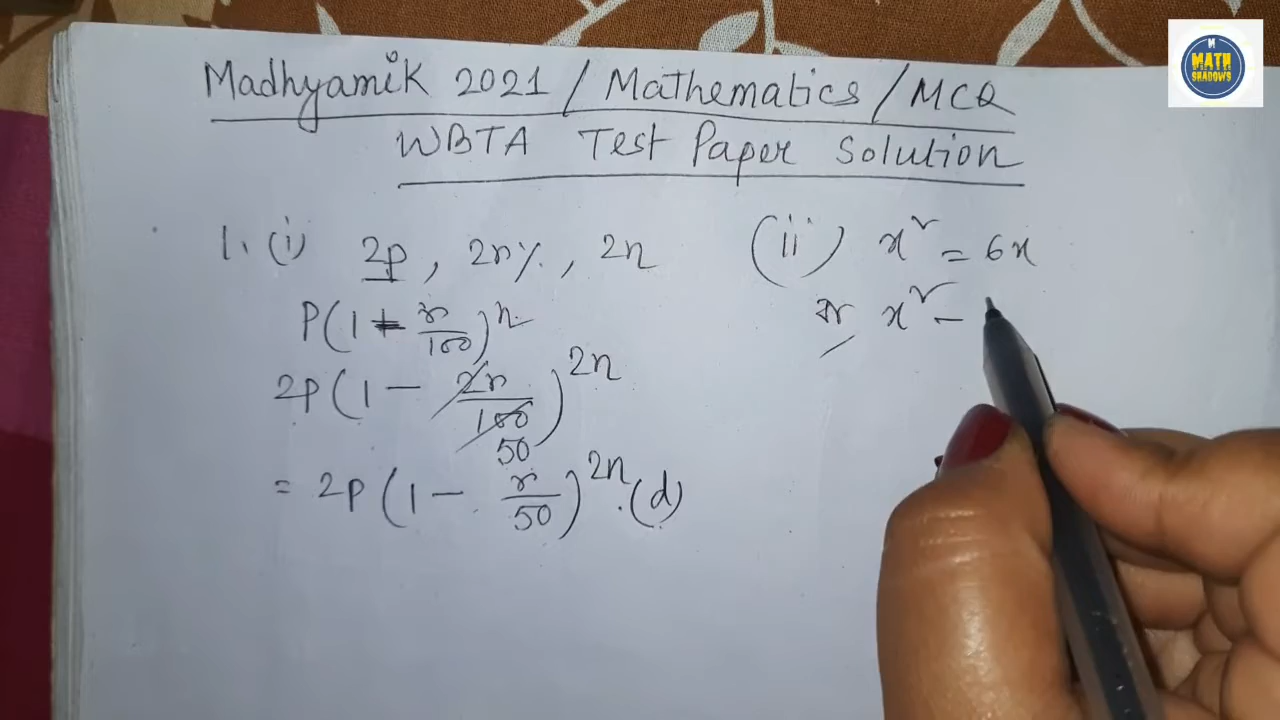 Madhyamik 2021 / Mathematics / MCQ
WBTA Test Paper Solution
1. (i) 2p, 2r%, 2n
P(1 + r/100)^n
2p(1 - 2r/100)^2n
50
= 2p(1 - r/50)^2n. (d)
(ii) x² = 6x
বা, x² -
M
MATH
SHADOWS